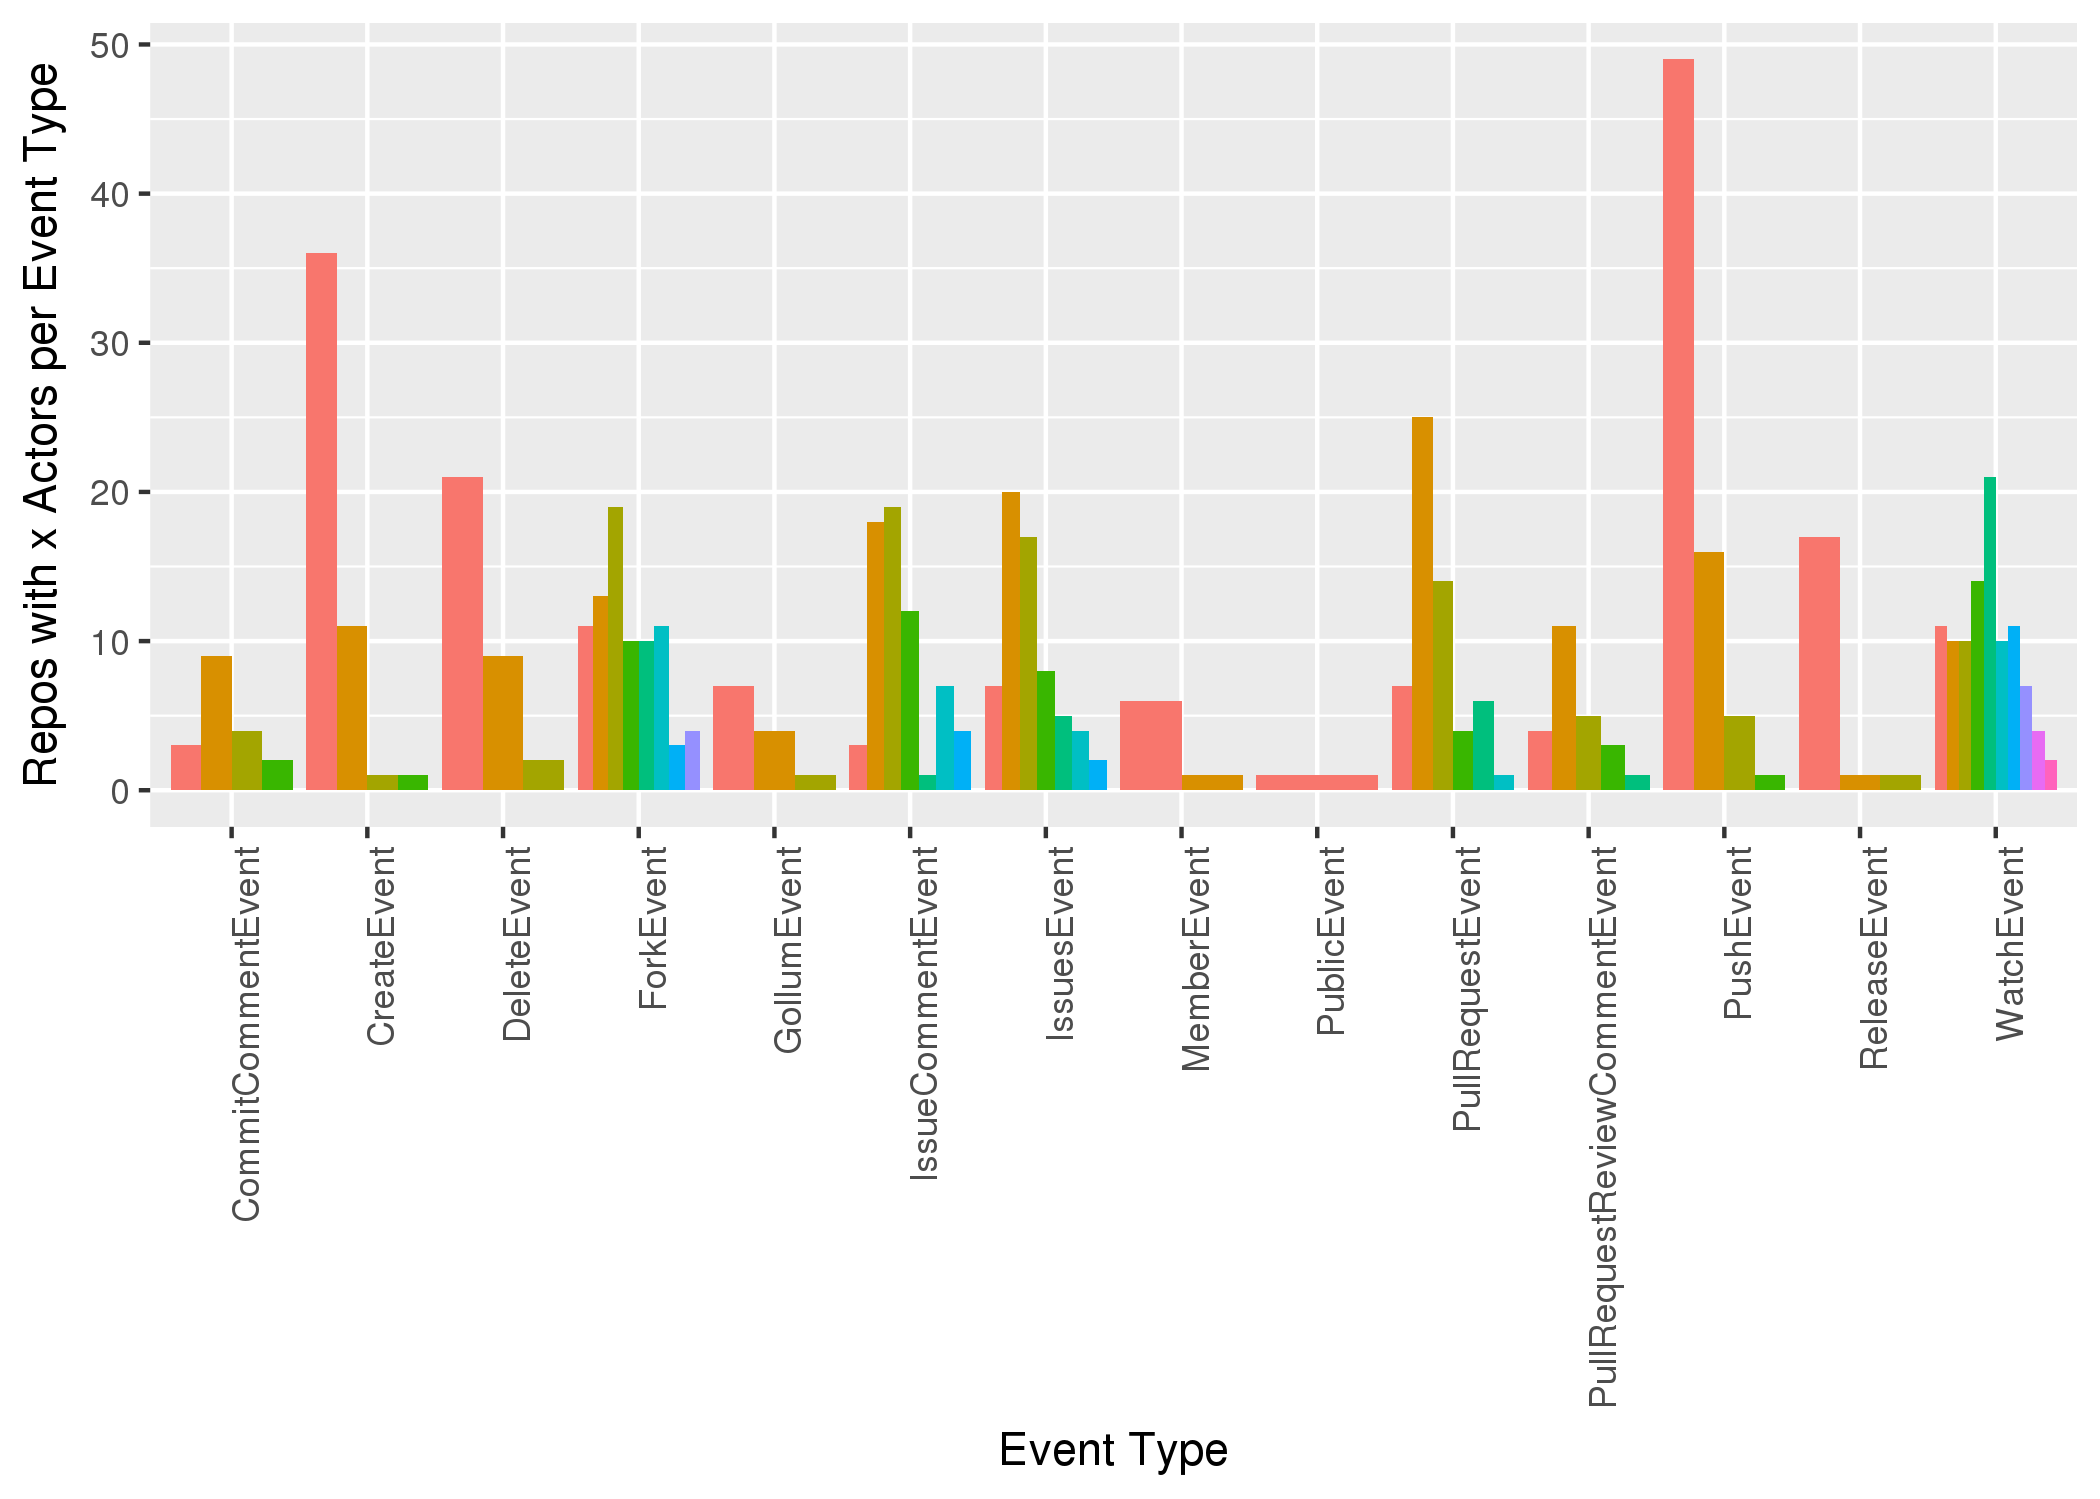 Repos with x Actors per Event Type
50
40
30
20
10
0
CommitCommentEvent
CreateEvent
DeleteEvent
ForkEvent
GollumEvent
IssueCommentEvent
IssuesEvent
MemberEvent
PublicEvent
PullRequestEvent
PullRequestReviewCommentEvent
PushEvent
ReleaseEvent
WatchEvent
Event Type